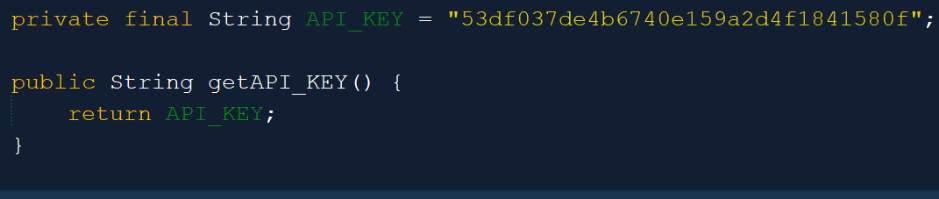 private final String API_KEY = "53df037de4b6740e159a2d4f1841580f";
public String getAPI_KEY() {
return API_KEY;
}